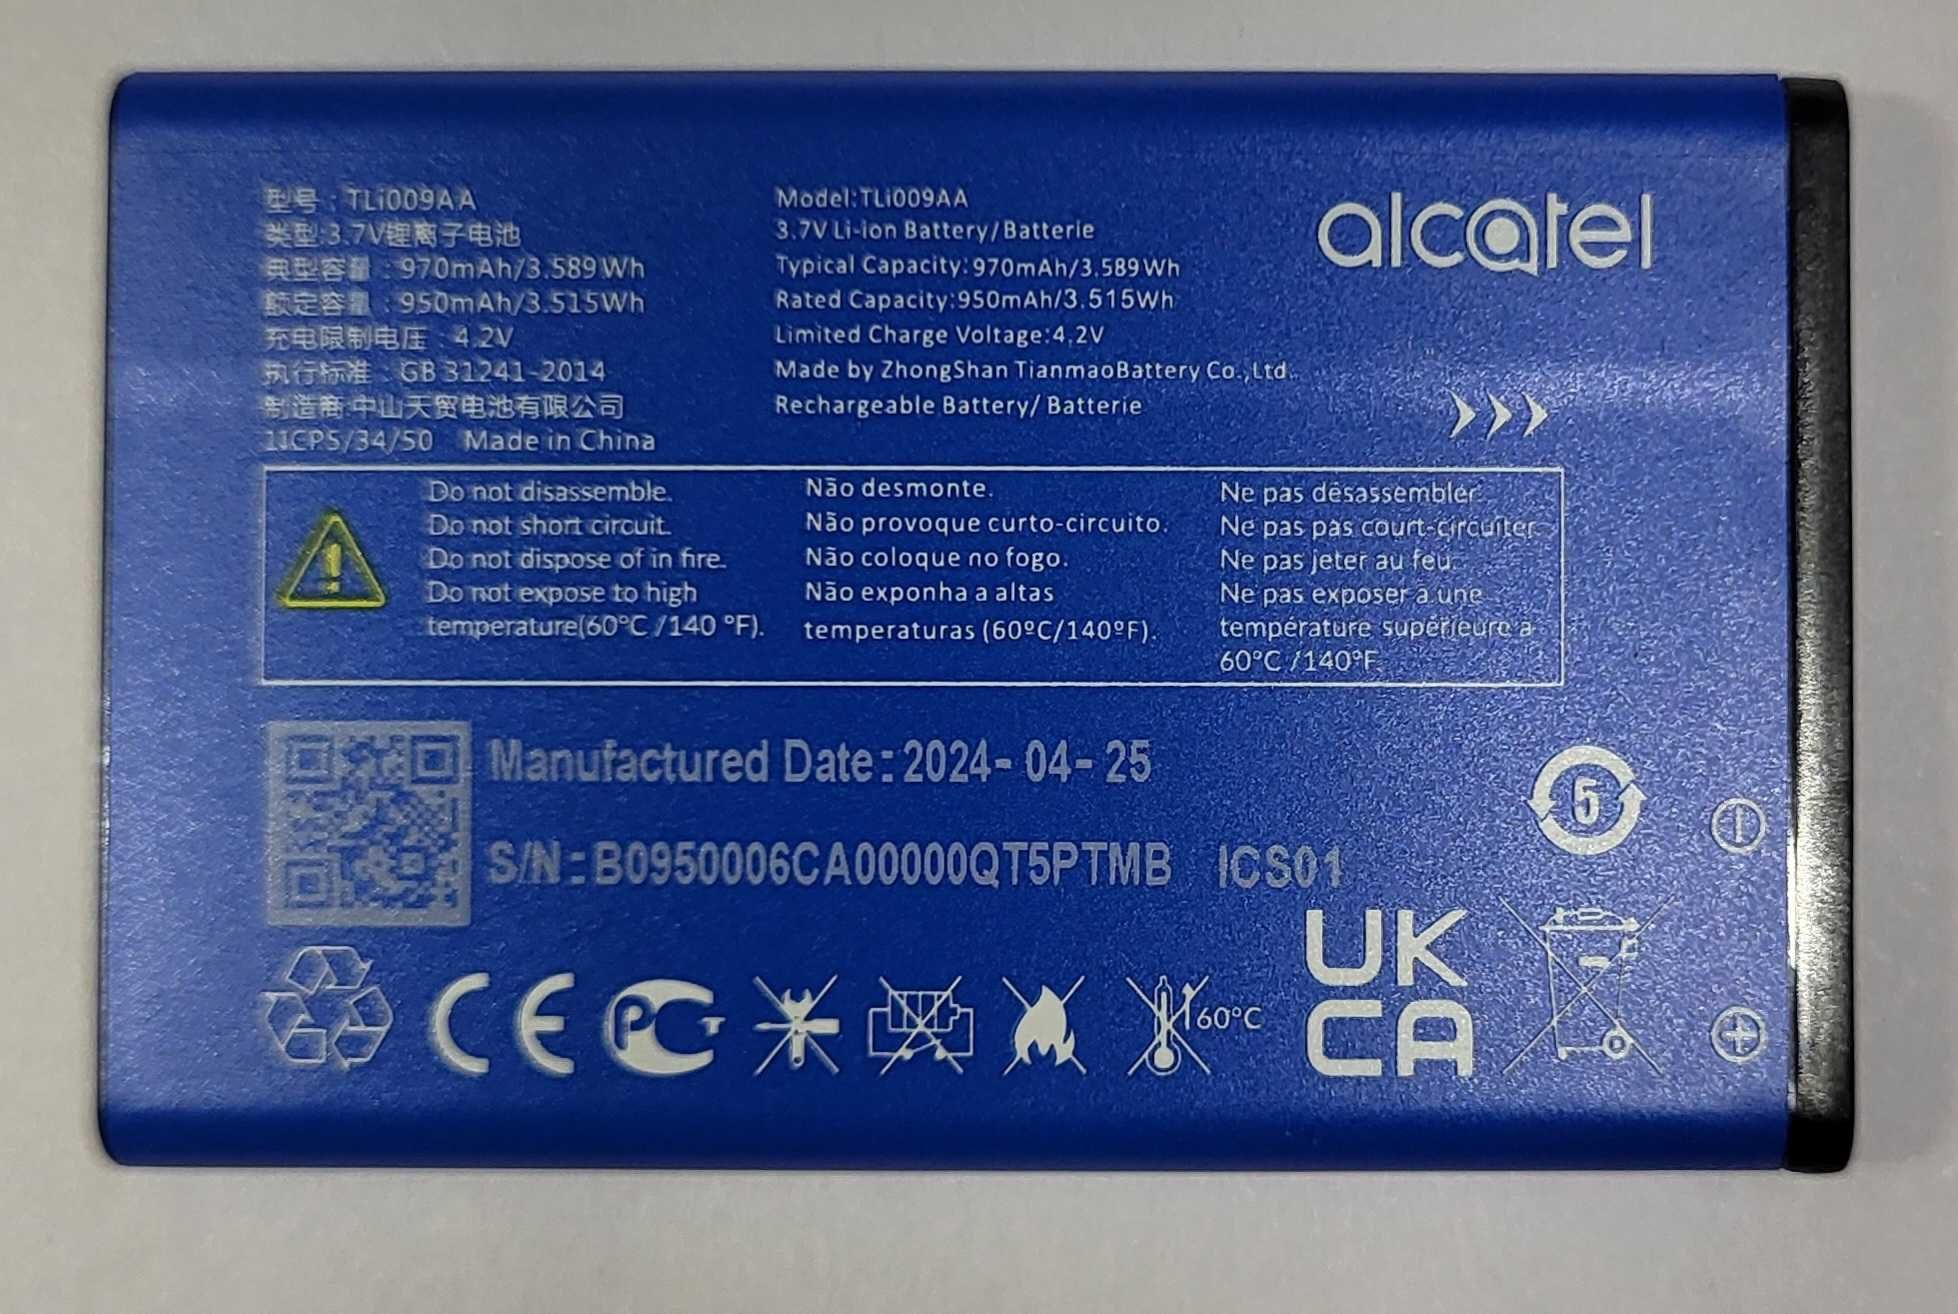 型号：TLi009AA
类型:3.7V锂离子电池
典型容量：970mAh/3.589Wh
额定容量：950mAh/3.515Wh
充电限制电压：4.2V
执行标准：GB 31241-2014
制造商:中山天贸电池有限公司
1ICP5/34/50 Made in China
Model:TLi009AA
3.7V Li-ion Battery/Batterie
Typical Capacity:970mAh/3.589Wh
Rated Capacity:950mAh/3.515Wh
Limited Charge Voltage:4.2V
Made by ZhongShan TianmaoBattery Co.,Ltd.
Rechargeable Battery/ Batterie
alcatel
Do not disassemble.
Do not short circuit.
Do not dispose of in fire.
Do not expose to high
temperature(60°C /140 °F).
Não desmonte.
Não provoque curto-circuito.
Não coloque no fogo.
Não exponha a altas
temperaturas (60ºC/140ºF).
Ne pas désassembler.
Ne pas pas court-circuiter.
Ne pas jeter au feu.
Ne pas exposer à une
température supérieure à
60°C /140°F.
Manufactured Date:2024-04-25
S/N:B0950006CA00000QT5PTMB ICS01
5
CE
PCT
60°C
UK
CA